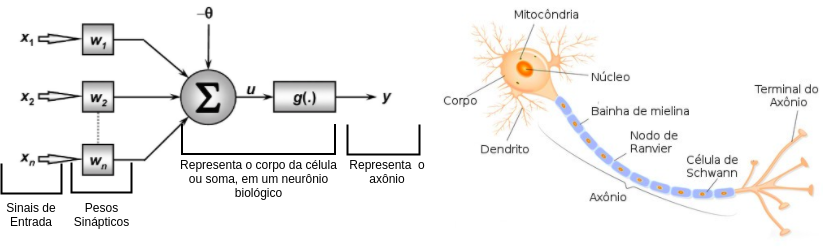 −θ
x1
w1
x2
w2
Σ
u
g(.)
y
xn
wn
Sinais de
Entrada
Pesos
Sinápticos
Representa o corpo da célula
ou soma, em um neurônio
biológico
Representa o
axônio
Mitocôndria
Núcleo
Corpo
Bainha de mielina
Terminal do
Axônio
Dendrito
Nodo de
Ranvier
Célula de
Schwann
Axônio